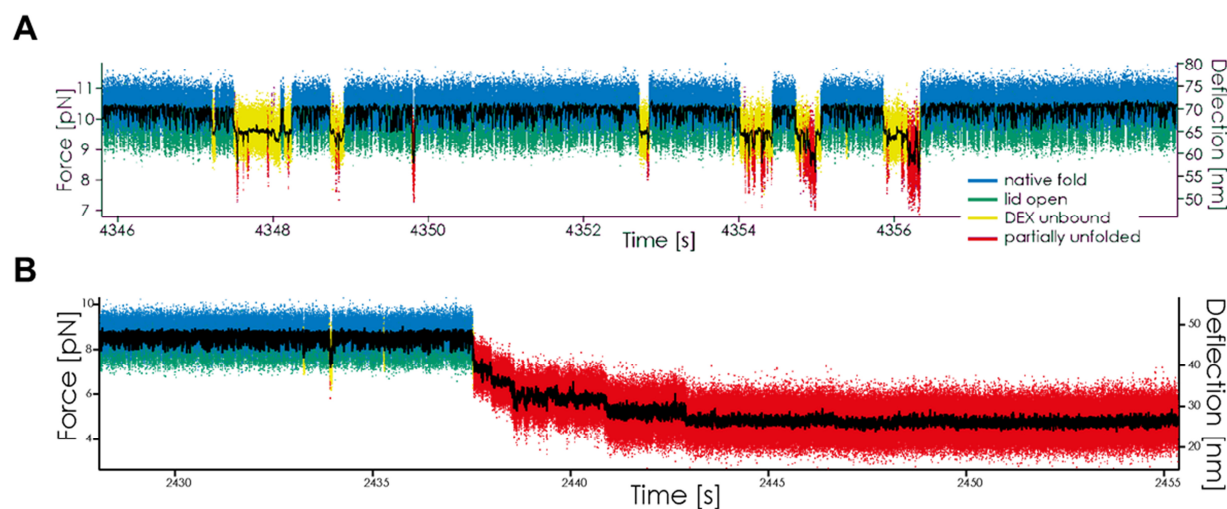 A
Force [pN]
11
10
9
8
7
80
75
70
65
60
55
50
Deflection [nm]
native fold
lid open
DEX unbound
partially unfolded
4346
4348
4350
4352
4354
4356
Time [s]
B
Force [pN]
10
8
6
4
50
40
30
20
Deflection [nm]
2430
2435
2440
2445
2450
2455
Time [s]